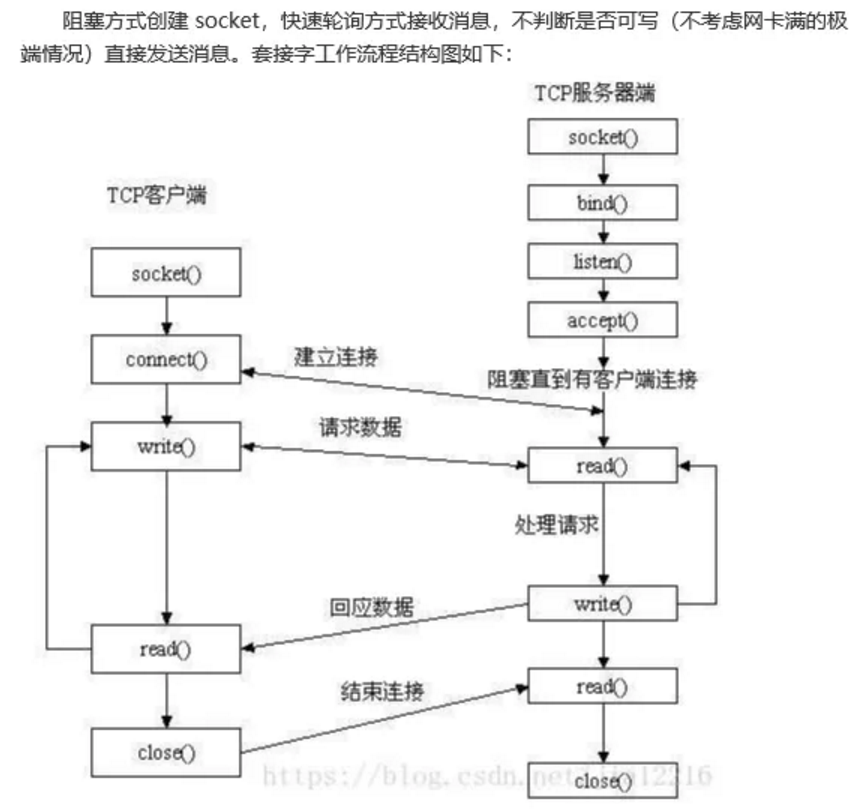 阻塞方式创建 socket，快速轮询方式接收消息，不判断是否可写（不考虑网卡满的极
端情况）直接发送消息。套接字工作流程结构图如下：
TCP服务器端
socket()
bind()
listen()
accept()
阻塞直到有客户端连接
read()
处理请求
write()
read()
close()
TCP客户端
socket()
connect()
write()
read()
close()
建立连接
请求数据
回应数据
结束连接
https://blog.csdn.net/